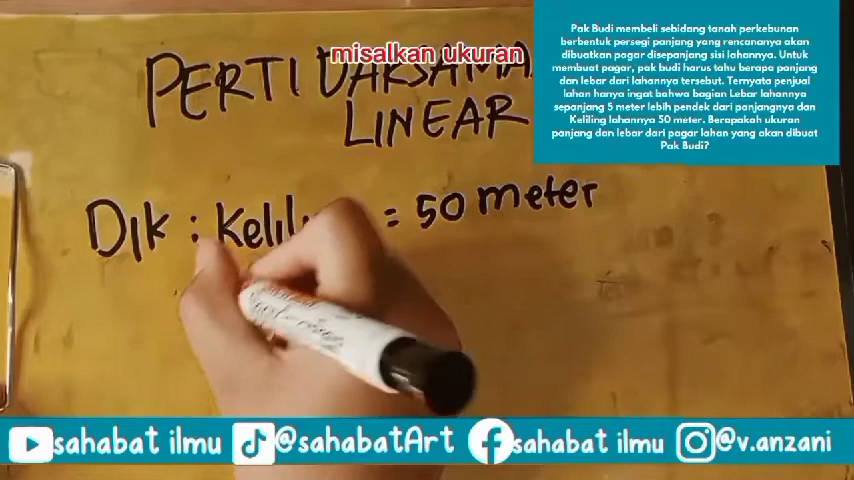 misalkan ukuran
LINEAR
Pak Budi membeli sebidang tanah perkebunan
berbentuk persegi panjang yang rencananya akan
dibuatkan pagar disepanjang sisi lahannya. Untuk
membuat pagar, pak budi harus tahu berapa panjang
dan lebar dari lahannya tersebut. Ternyata penjual
lahan hanya ingat bahwa bagian Lebar lahannya
sepanjang 5 meter lebih pendek dari panjangnya dan
Keliling lahannya 50 meter. Berapakah ukuran
panjang dan lebar dari pagar lahan yang akan dibuat
Pak Budi?
Dik : = 50 meter
sahabat ilmu @sahabatArt sahabat ilmu @v.anzani